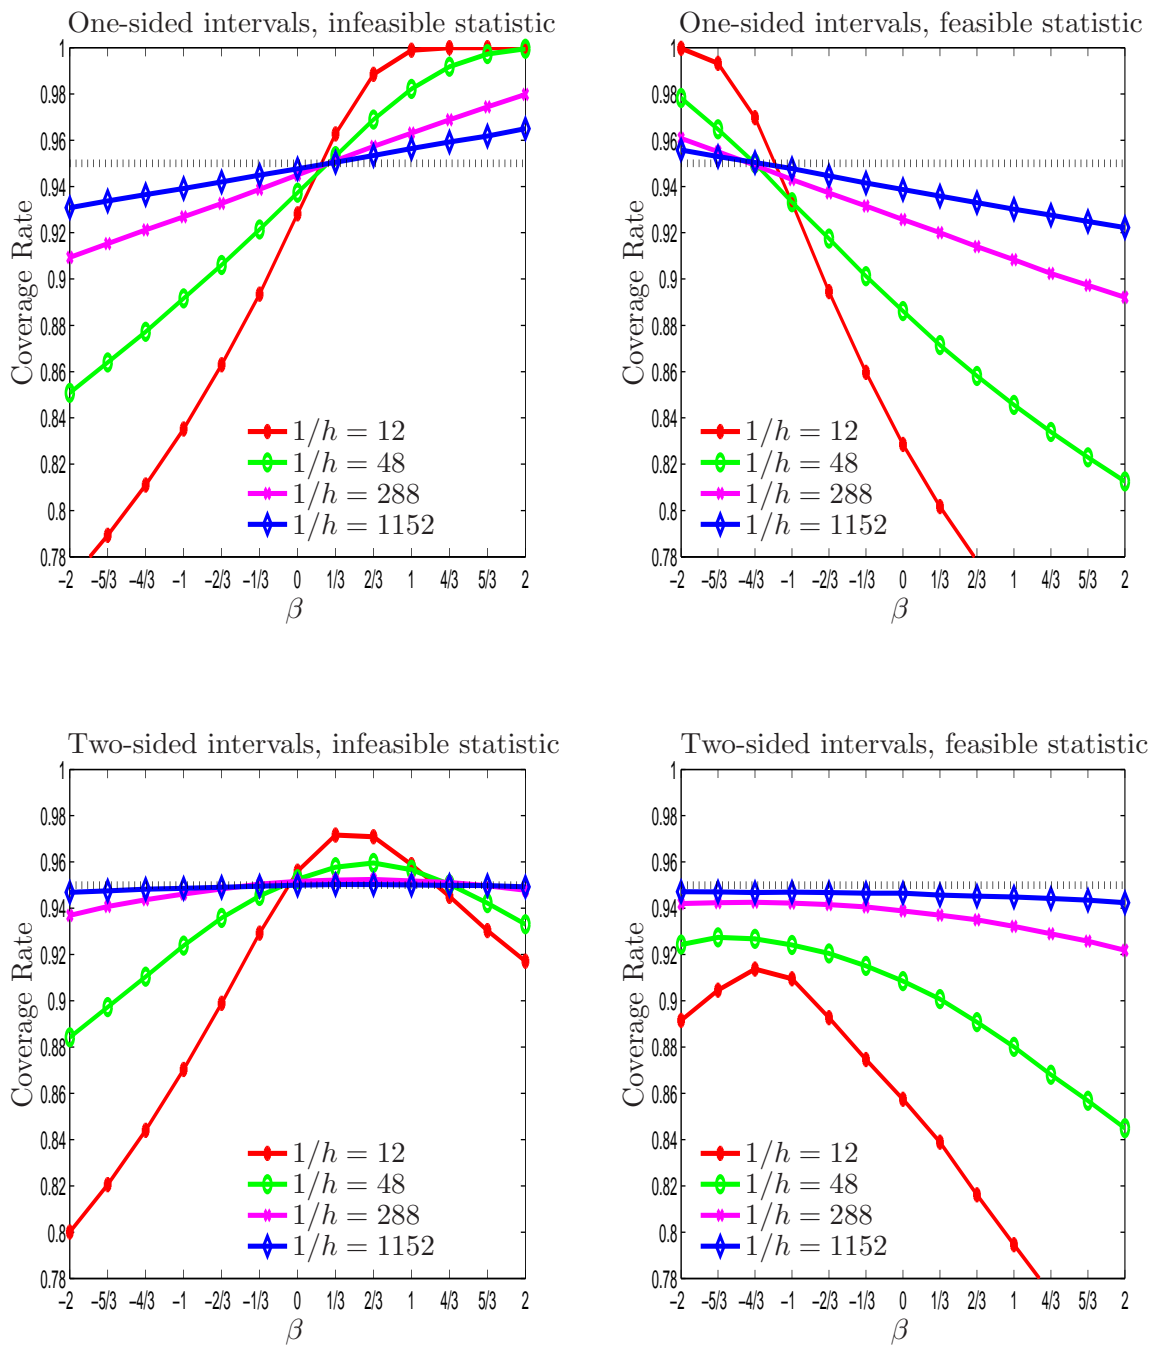 One-sided intervals, infeasible statistic
1
0.98
0.96
0.94
0.92
0.9
0.88
0.86
0.84
0.82
0.8
0.78
Coverage Rate
1/h = 12
1/h = 48
1/h = 288
1/h = 1152
−2 −5/3 −4/3 −1 −2/3 −1/3 0 1/3 2/3 1 4/3 5/3 2
β
One-sided intervals, feasible statistic
1
0.98
0.96
0.94
0.92
0.9
0.88
0.86
0.84
0.82
0.8
0.78
Coverage Rate
1/h = 12
1/h = 48
1/h = 288
1/h = 1152
−2 −5/3 −4/3 −1 −2/3 −1/3 0 1/3 2/3 1 4/3 5/3 2
β
Two-sided intervals, infeasible statistic
1
0.98
0.96
0.94
0.92
0.9
0.88
0.86
0.84
0.82
0.8
0.78
Coverage Rate
1/h = 12
1/h = 48
1/h = 288
1/h = 1152
−2 −5/3 −4/3 −1 −2/3 −1/3 0 1/3 2/3 1 4/3 5/3 2
β
Two-sided intervals, feasible statistic
1
0.98
0.96
0.94
0.92
0.9
0.88
0.86
0.84
0.82
0.8
0.78
Coverage Rate
1/h = 12
1/h = 48
1/h = 288
1/h = 1152
−2 −5/3 −4/3 −1 −2/3 −1/3 0 1/3 2/3 1 4/3 5/3 2
β